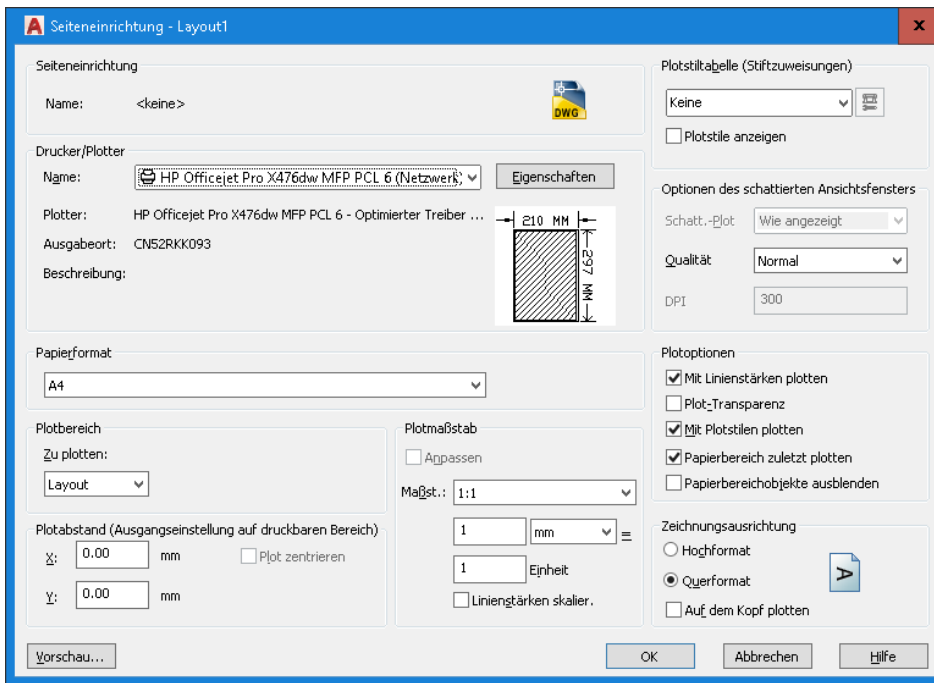 Seiteneinrichtung - Layout1
Seiteneinrichtung
Name: <keine>
DWG
Drucker/Plotter
Name: HP Officejet Pro X476dw MFP PCL 6 (Netzwerk) Eigenschaften
Plotter: HP Officejet Pro X476dw MFP PCL 6 - Optimierter Treiber ...
Ausgabeort: CN52RKK093
Beschreibung:
210 MM
297 MM
Papierformat
A4
Plotbereich
Zu plotten:
Layout
Plotabstand (Ausgangseinstellung auf druckbaren Bereich)
X: 0.00 mm Plot zentrieren
Y: 0.00 mm
Plotmaßstab
Anpassen
Maßst.: 1:1
1 mm =
1 Einheit
Linienstärken skalier.
Plotstiltabelle (Stiftzuweisungen)
Keine
Plotstile anzeigen
Optionen des schattierten Ansichtsfensters
Schatt.-Plot Wie angezeigt
Qualität Normal
DPI 300
Plotoptionen
Mit Linienstärken plotten
Plot-Transparenz
Mit Plotstilen plotten
Papierbereich zuletzt plotten
Papierbereichobjekte ausblenden
Zeichnungsausrichtung
Hochformat
Querformat
A
Auf dem Kopf plotten
Vorschau... OK Abbrechen Hilfe